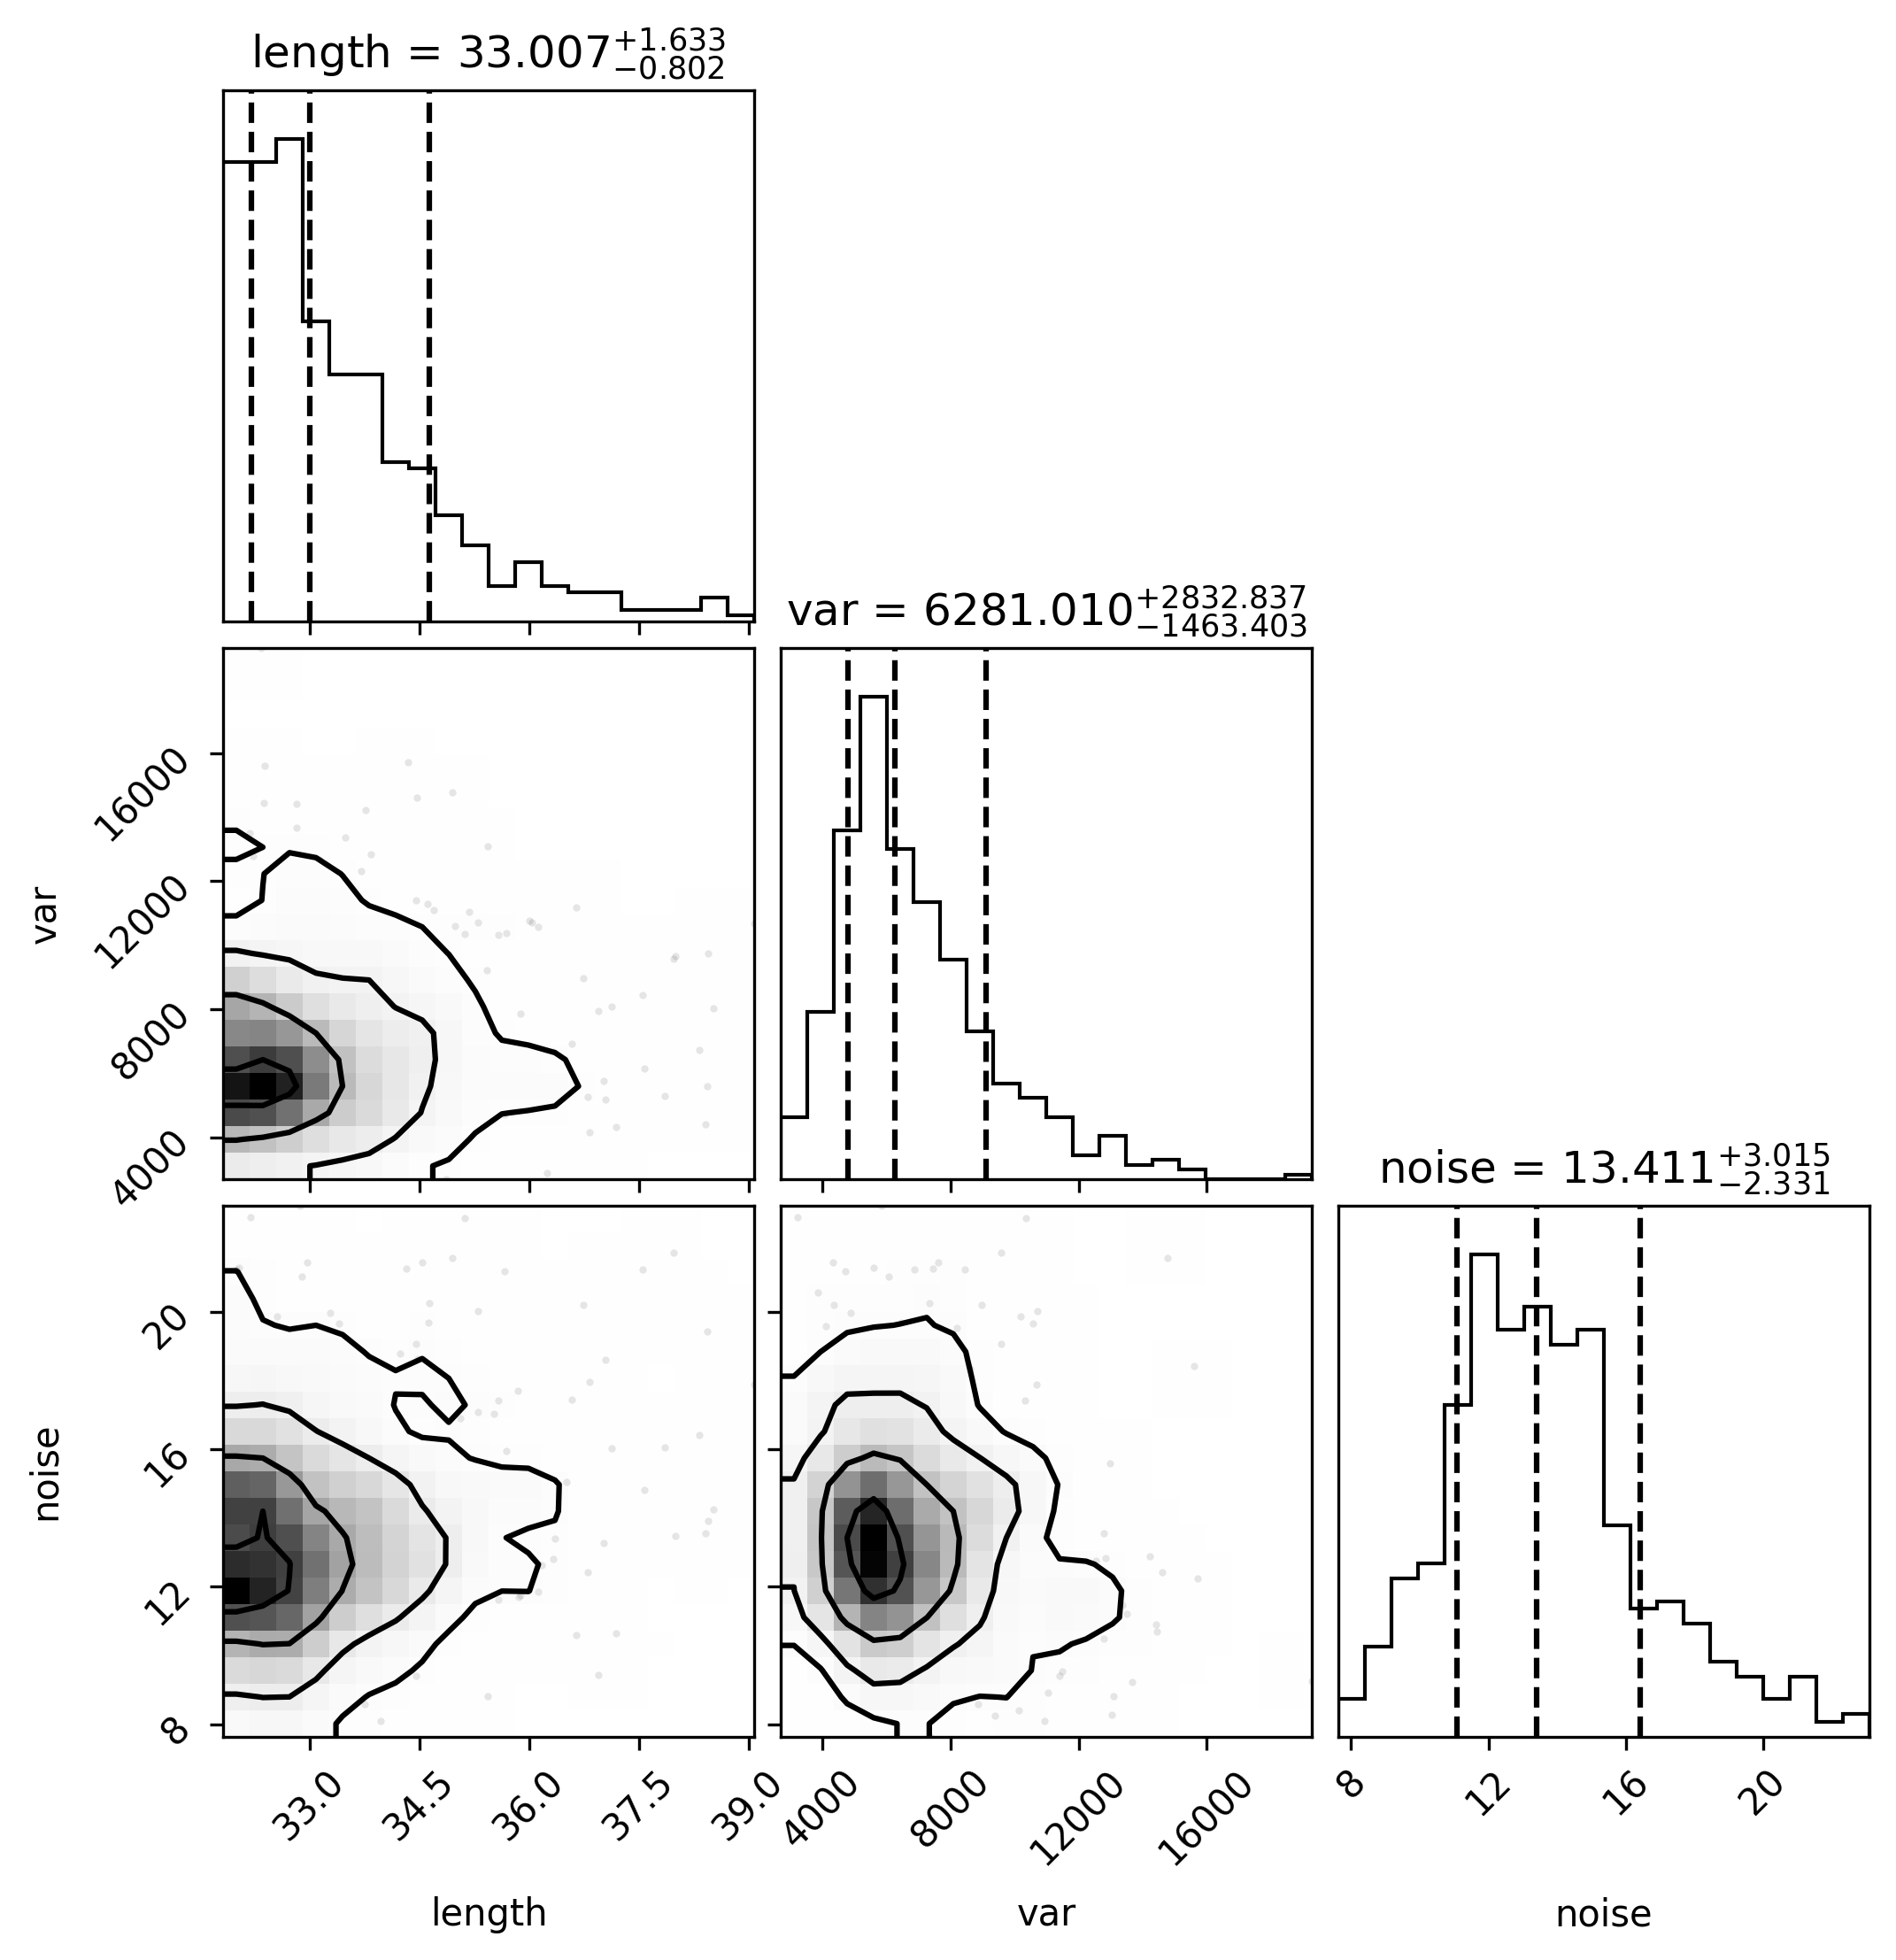 length = 33.007+1.633−0.802
var = 6281.010+2832.837−1463.403
var
16000
12000
8000
4000
noise = 13.411+3.015−2.331
noise
20
16
12
8
33.0 34.5 36.0 37.5 39.0
4000 8000 12000 16000
8 12 16 20
length var noise